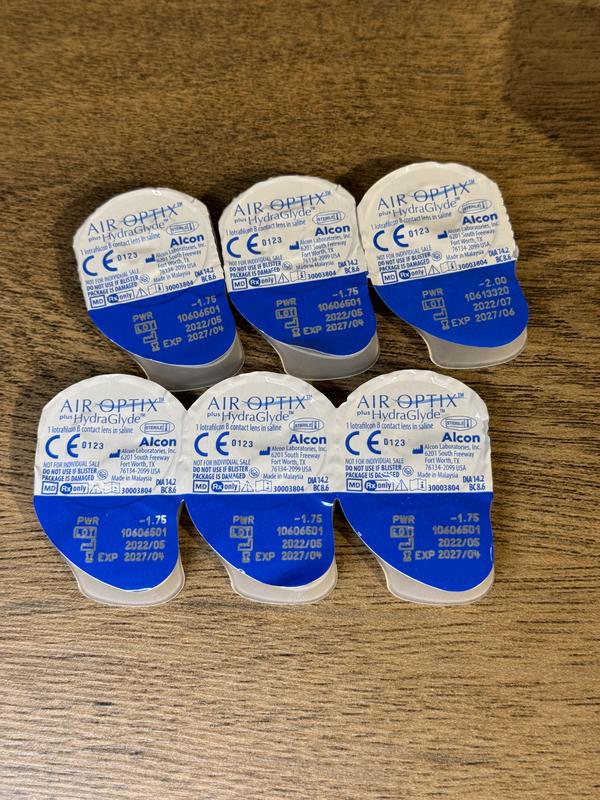 AIR OPTIX™
plus HydraGlyde™
1 lotrafilcon B contact lens in saline
STERILE
CE 0123
Alcon
Alcon Laboratories, Inc.
6201 South Freeway
Fort Worth, TX
76134-2099 USA
Made in Malaysia
NOT FOR INDIVIDUAL SALE
DO NOT USE IF BLISTER
PACKAGE IS DAMAGED
DIA 14.2
BC 8.6
MD Rx only 30003804
PWR -1.75
LOT 10606501
2022/05
EXP 2027/04
AIR OPTIX™
plus HydraGlyde™
1 lotrafilcon B contact lens in saline
STERILE
CE 0123
Alcon
Alcon Laboratories, Inc.
6201 South Freeway
Fort Worth, TX
76134-2099 USA
Made in Malaysia
NOT FOR INDIVIDUAL SALE
DO NOT USE IF BLISTER
PACKAGE IS DAMAGED
DIA 14.2
BC 8.6
MD Rx only 30003804
PWR -1.75
LOT 10606501
2022/05
EXP 2027/04
AIR OPTIX™
plus HydraGlyde™
1 lotrafilcon B contact lens in saline
STERILE
CE 0123
Alcon
Alcon Laboratories, Inc.
6201 South Freeway
Fort Worth, TX
76134-2099 USA
Made in Malaysia
NOT FOR INDIVIDUAL SALE
DO NOT USE IF BLISTER
PACKAGE IS DAMAGED
DIA 14.2
BC 8.6
MD Rx only 30003804
PWR -2.00
LOT 10613320
2022/07
EXP 2027/06
AIR OPTIX™
plus HydraGlyde™
1 lotrafilcon B contact lens in saline
STERILE
CE 0123
Alcon
Alcon Laboratories, Inc.
6201 South Freeway
Fort Worth, TX
76134-2099 USA
Made in Malaysia
NOT FOR INDIVIDUAL SALE
DO NOT USE IF BLISTER
PACKAGE IS DAMAGED
DIA 14.2
BC 8.6
MD Rx only 30003804
PWR -1.75
LOT 10606501
2022/05
EXP 2027/04
AIR OPTIX™
plus HydraGlyde™
1 lotrafilcon B contact lens in saline
STERILE
CE 0123
Alcon
Alcon Laboratories, Inc.
6201 South Freeway
Fort Worth, TX
76134-2099 USA
Made in Malaysia
NOT FOR INDIVIDUAL SALE
DO NOT USE IF BLISTER
PACKAGE IS DAMAGED
DIA 14.2
BC 8.6
MD Rx only 30003804
PWR -1.75
LOT 10606501
2022/05
EXP 2027/04
AIR OPTIX™
plus HydraGlyde™
1 lotrafilcon B contact lens in saline
STERILE
CE 0123
Alcon
Alcon Laboratories, Inc.
6201 South Freeway
Fort Worth, TX
76134-2099 USA
Made in Malaysia
NOT FOR INDIVIDUAL SALE
DO NOT USE IF BLISTER
PACKAGE IS DAMAGED
DIA 14.2
BC 8.6
MD Rx only 30003804
PWR -1.75
LOT 10606501
2022/05
EXP 2027/04